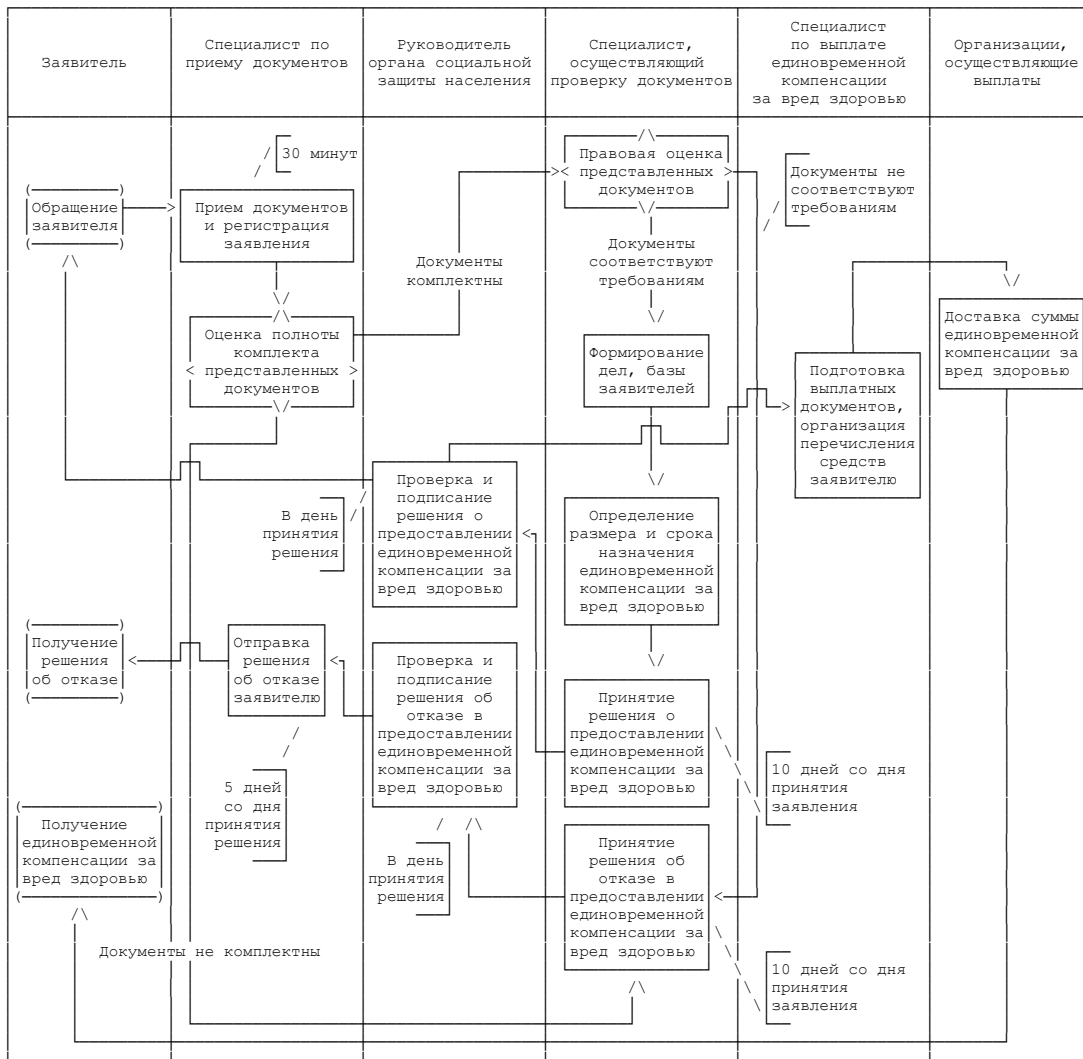 Заявитель
Специалист по
приему документов
Руководитель
органа социальной
защиты населения
Специалист,
осуществляющий
проверку документов
Специалист
по выплате
единовременной
компенсации
за вред здоровью
Организации,
осуществляющие
выплаты
30 минут
Правовая оценка
представленных
документов
Документы не
соответствуют
требованиям
Обращение
заявителя
Прием документов
и регистрация
заявления
Документы
комплектны
Документы
соответствуют
требованиям
Оценка полноты
комплекта
представленных
документов
Формирование
дел, базы
заявителей
Доставка суммы
единовременной
компенсации за
вред здоровью
Подготовка
выплатных
документов,
организация
перечисления
средств
заявителю
В день
принятия
решения
Проверка и
подписание
решения о
предоставлении
единовременной
компенсации за
вред здоровью
Определение
размера и срока
назначения
единовременной
компенсации за
вред здоровью
Получение
решения
об отказе
Отправка
решения
об отказе
заявителю
Проверка и
подписание
решения об
отказе в
предоставлении
единовременной
компенсации за
вред здоровью
Принятие
решения о
предоставлении
единовременной
компенсации за
вред здоровью
10 дней со дня
принятия
заявления
5 дней
со дня
принятия
решения
Получение
единовременной
компенсации за
вред здоровью
В день
принятия
решения
Принятие
решения об
отказе в
предоставлении
единовременной
компенсации за
вред здоровью
Документы не комплектны
10 дней со дня
принятия
заявления